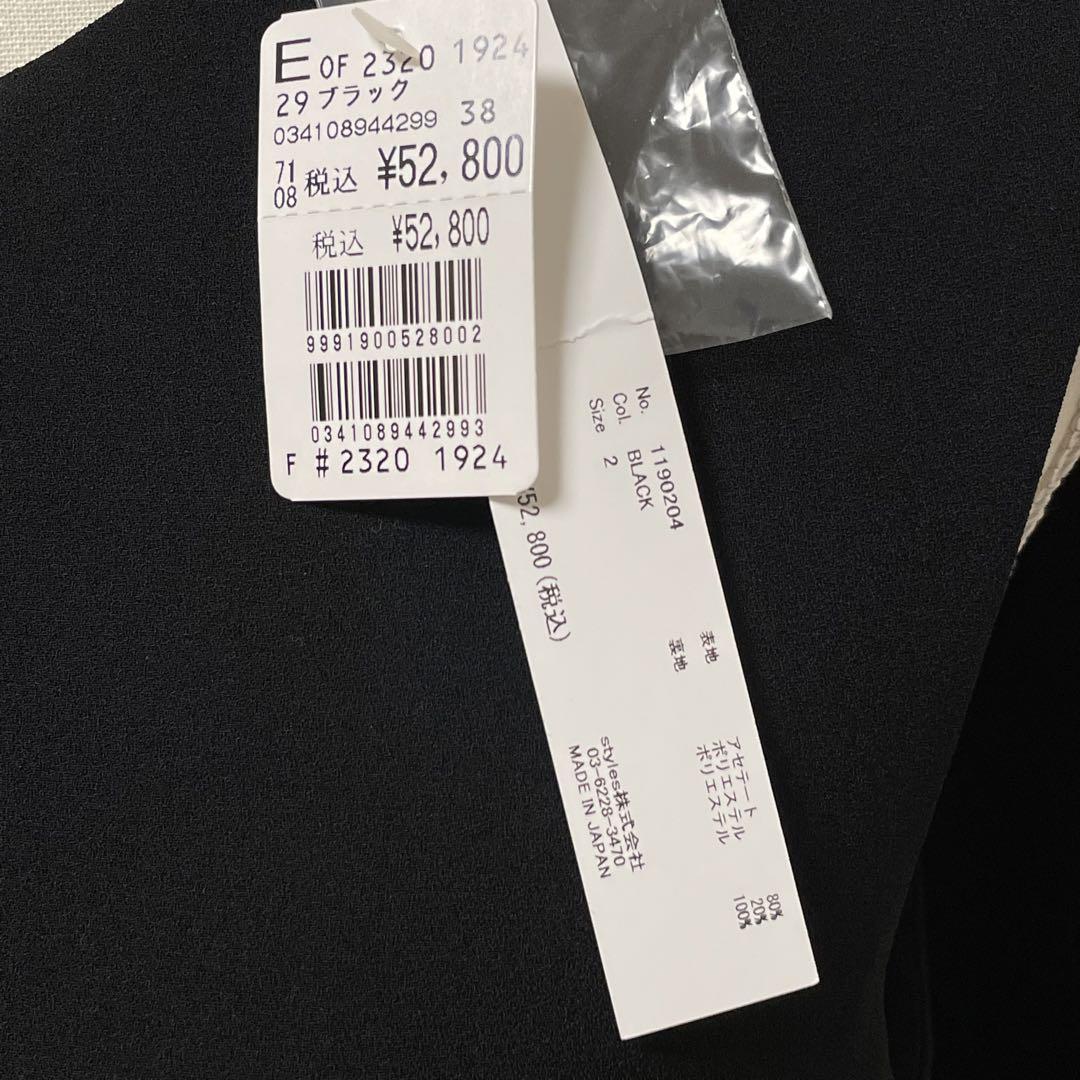 E OF 2320 1924
29 ブラック
034108944299 38
71
08 税込 ¥52,800
税込 ¥52,800
9991900528002
0341089442993
F # 2320 1924
No. 1190204
Col. BLACK
Size 2
¥52,800(税込)
表地 アセテート 80%
ポリエステル 20%
裏地 ポリエステル 100%
styles株式会社
03-6228-3470
MADE IN JAPAN